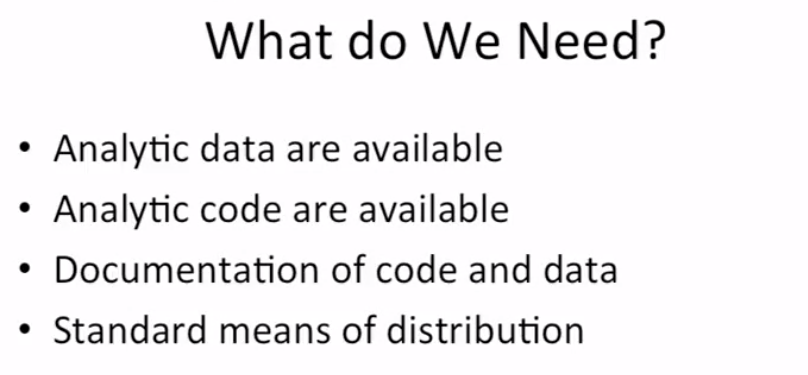 What do We Need?
• Analytic data are available
• Analytic code are available
• Documentation of code and data
• Standard means of distribution